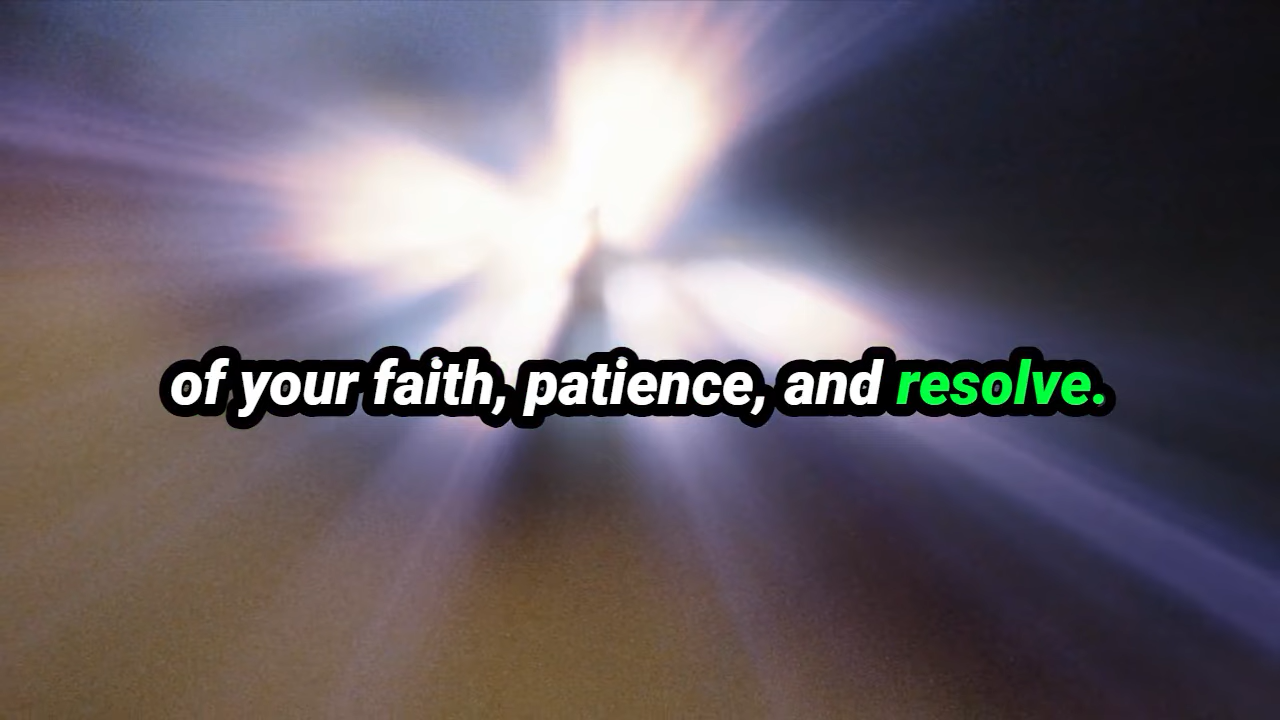 of your faith, patience, and resolve.